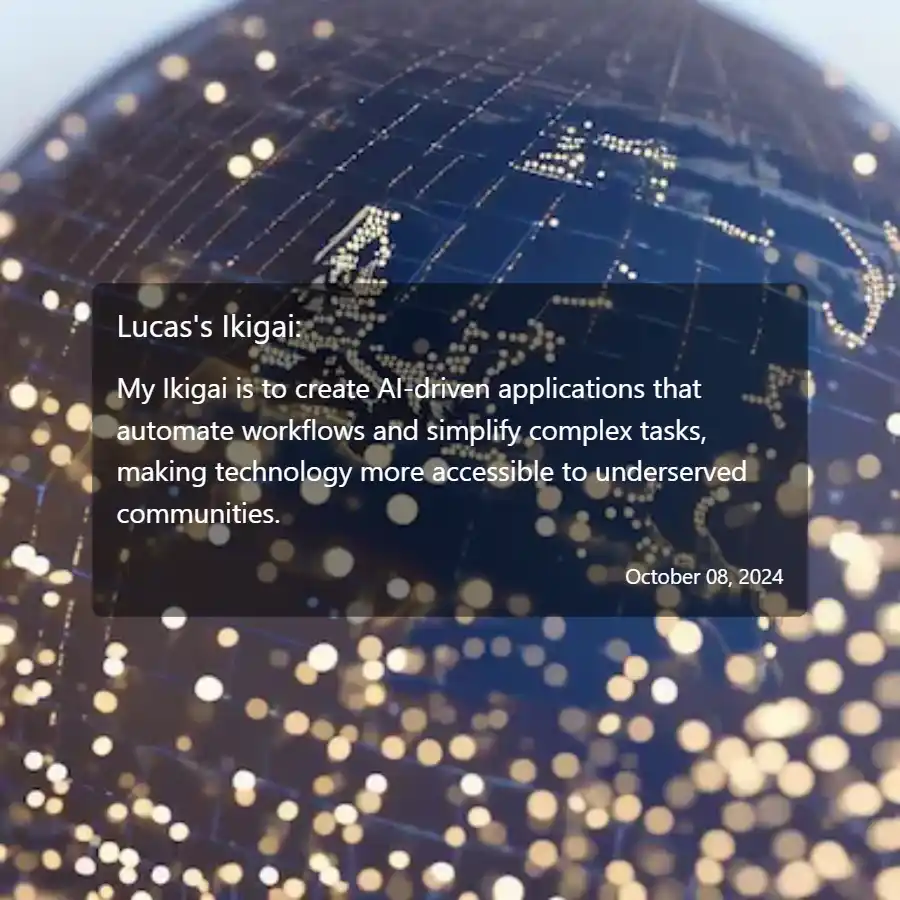 Lucas's Ikigai:
My Ikigai is to create AI-driven applications that
automate workflows and simplify complex tasks,
making technology more accessible to underserved
communities.
October 08, 2024